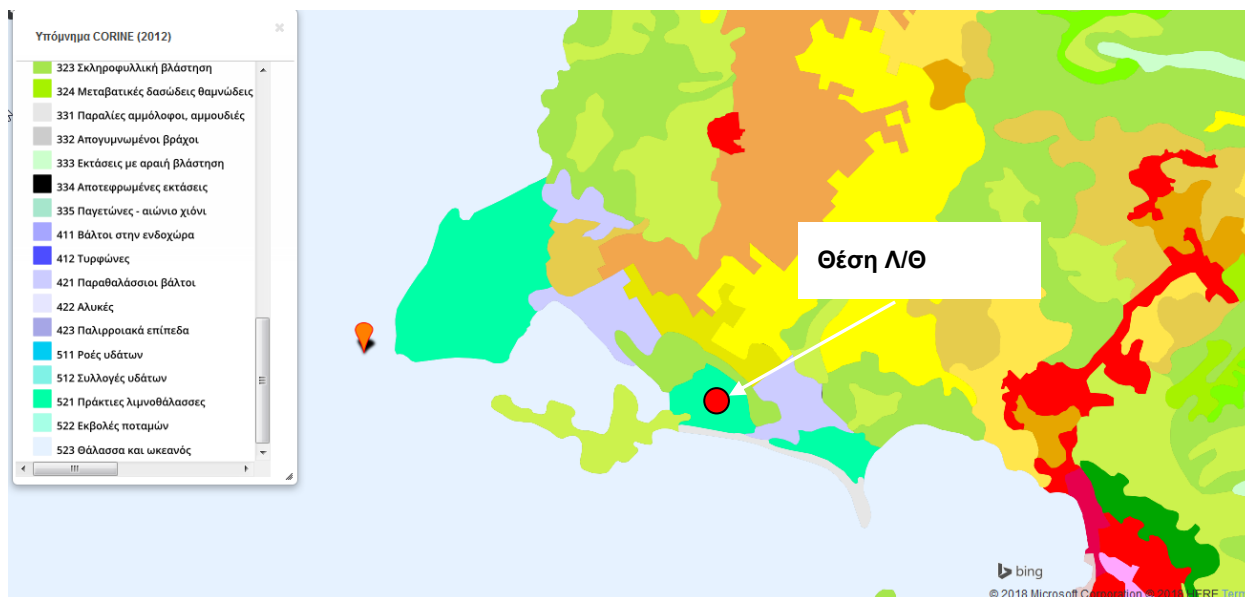 Υπόμνημα CORINE (2012)
323 Σκληροφυλλική βλάστηση
324 Μεταβατικές δασώδεις θαμνώδεις
331 Παραλίες αμμόλοφοι, αμμουδιές
332 Απογυμνωμένοι βράχοι
333 Εκτάσεις με αραιή βλάστηση
334 Αποτεφρωμένες εκτάσεις
335 Παγετώνες - αιώνιο χιόνι
411 Βάλτοι στην ενδοχώρα
412 Τυρφώνες
421 Παραθαλάσσιοι βάλτοι
422 Αλυκές
423 Παλιρροιακά επίπεδα
511 Ροές υδάτων
512 Συλλογές υδάτων
521 Πράκτιες λιμνοθάλασσες
522 Εκβολές ποταμών
523 Θάλασσα και ωκεανός
Θέση Λ/Θ
bing
© 2018 Microsoft Corporation © 2018 HERE Term